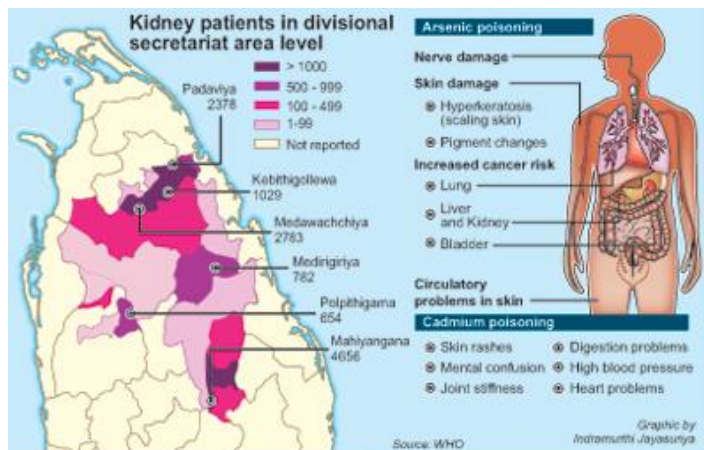 Kidney patients in divisional
secretariat area level
> 1000
500 - 999
100 - 499
1-99
Not reported
Padaviya
2378
Kebithigollewa
1029
Medawachchiya
2783
Medirigiriya
782
Polpithigama
654
Mahiyangana
4656
Arsenic poisoning
Nerve damage
Skin damage
Hyperkeratosis
(scaling skin)
Pigment changes
Increased cancer risk
Lung
Liver
and Kidney
Bladder
Circulatory
problems in skin
Cadmium poisoning
Skin rashes
Mental confusion
Joint stiffness
Digestion problems
High blood pressure
Heart problems
Source: WHO
Graphic by
Indramurthi Jayasuriya